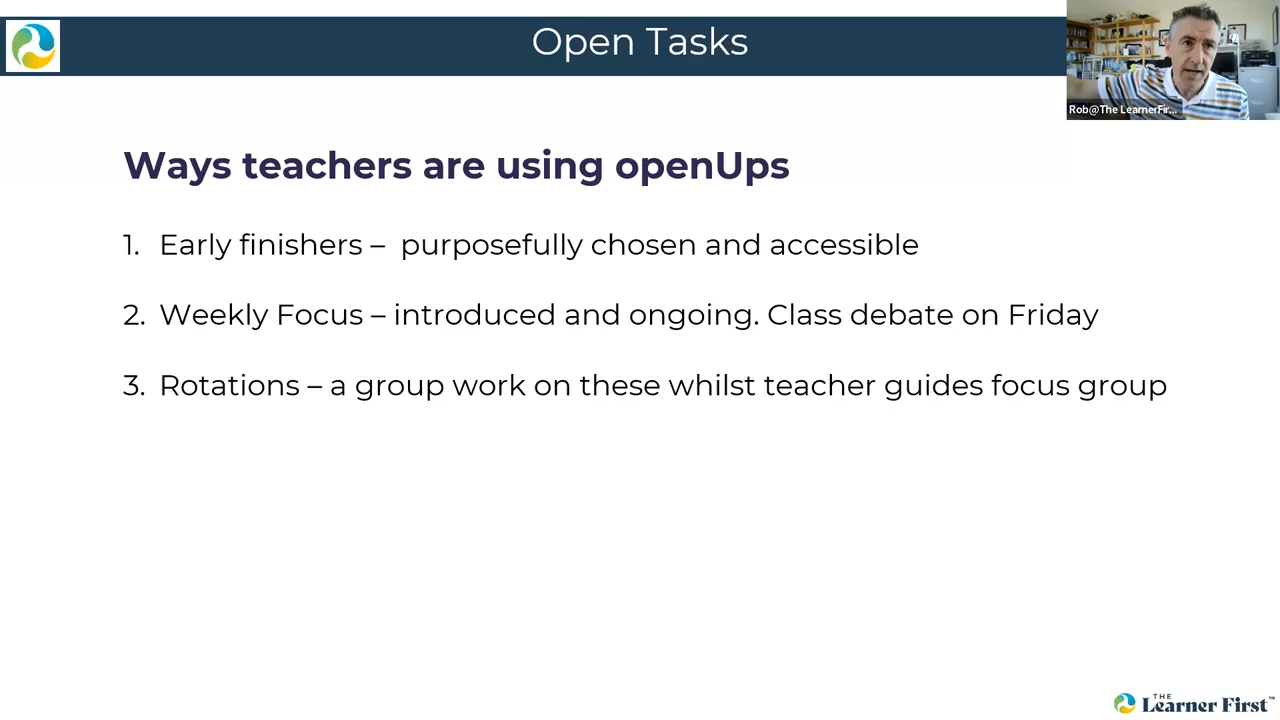 Open Tasks
Rob@The LearnerFir...
Ways teachers are using openUps
1. Early finishers – purposefully chosen and accessible
2. Weekly Focus – introduced and ongoing. Class debate on Friday
3. Rotations – a group work on these whilst teacher guides focus group
THE
Learner First™